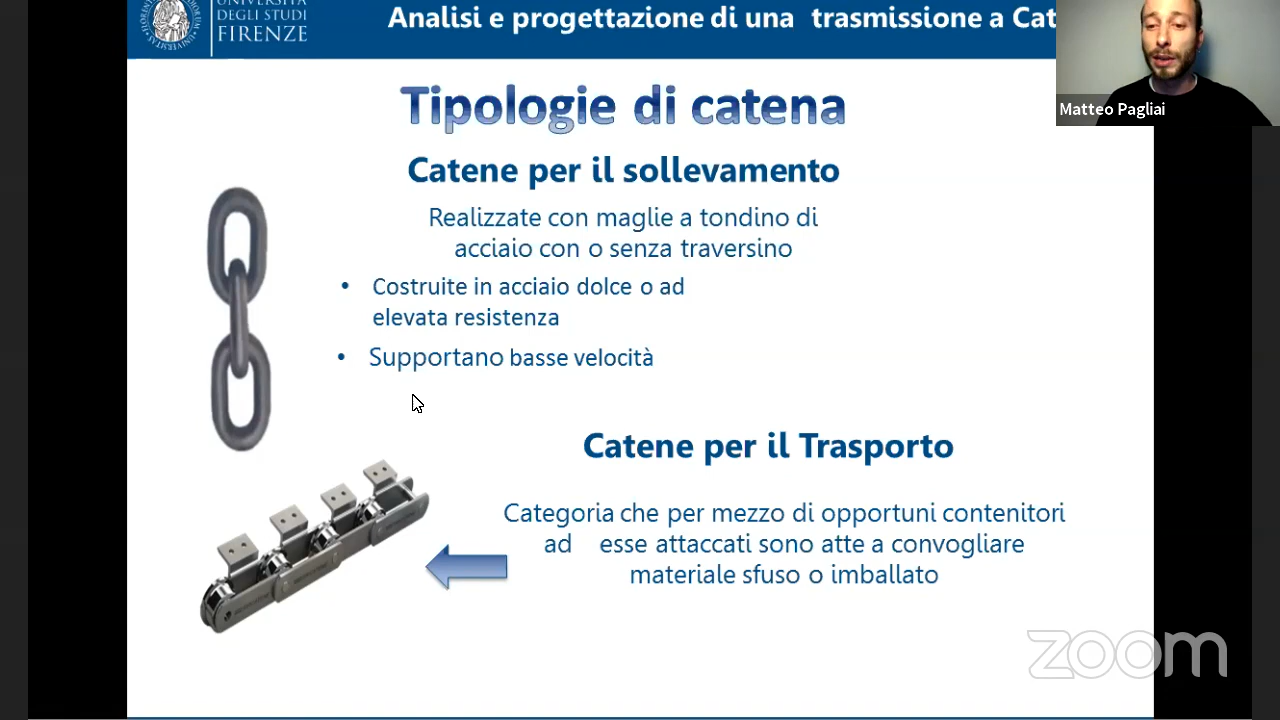 UNIVERSITÀ
DEGLI STUDI
FIRENZE
Analisi e progettazione di una trasmissione a Cat
Matteo Pagliai
Tipologie di catena
Catene per il sollevamento
Realizzate con maglie a tondino di
acciaio con o senza traversino
• Costruite in acciaio dolce o ad
elevata resistenza
• Supportano basse velocità
Catene per il Trasporto
Categoria che per mezzo di opportuni contenitori
ad esse attaccati sono atte a convogliare
materiale sfuso o imballato
zoom